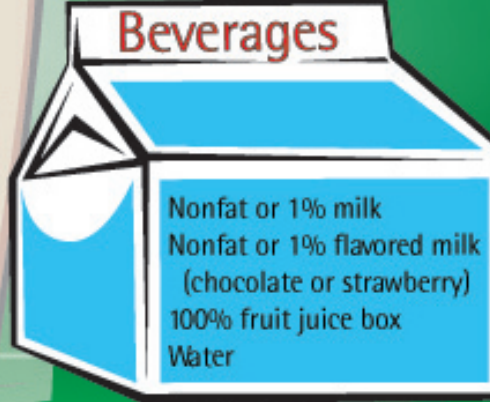 Beverages
Nonfat or 1% milk
Nonfat or 1% flavored milk
(chocolate or strawberry)
100% fruit juice box
Water